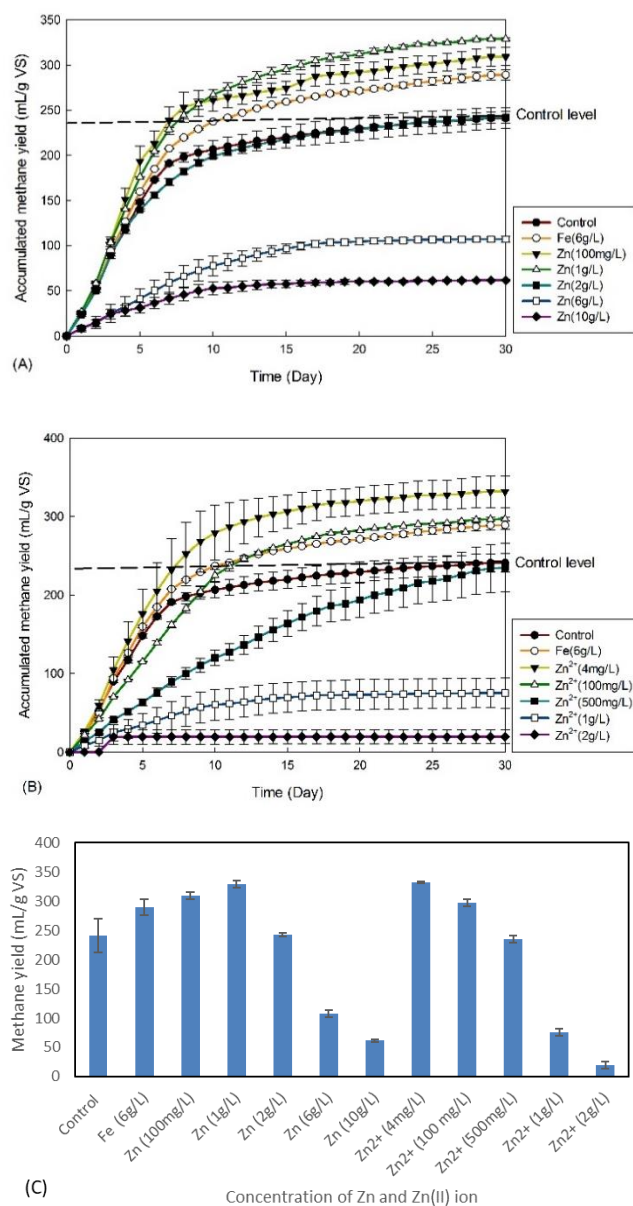 350
300
250
200
150
100
50
0
Accumulated methane yield (mL/g VS)
Control level
Control
Fe(6g/L)
Zn(100mg/L)
Zn(1g/L)
Zn(2g/L)
Zn(6g/L)
Zn(10g/L)
0 5 10 15 20 25 30
(A)
Time (Day)
400
300
200
100
0
Accumulated methane yield (mL/g VS)
Control level
Control
Fe(6g/L)
Zn²⁺(4mg/L)
Zn²⁺(100mg/L)
Zn²⁺(500mg/L)
Zn²⁺(1g/L)
Zn²⁺(2g/L)
0 5 10 15 20 25 30
(B)
Time (Day)
400
350
300
250
200
150
100
50
0
Methane yield (mL/g VS)
Control
Fe (6g/L)
Zn (100mg/L)
Zn (1g/L)
Zn (2g/L)
Zn (6g/L)
Zn (10g/L)
Zn2+ (4mg/L)
Zn2+ (100 mg/L)
Zn2+ (500mg/L)
Zn2+ (1g/L)
Zn2+ (2g/L)
(C)
Concentration of Zn and Zn(II) ion